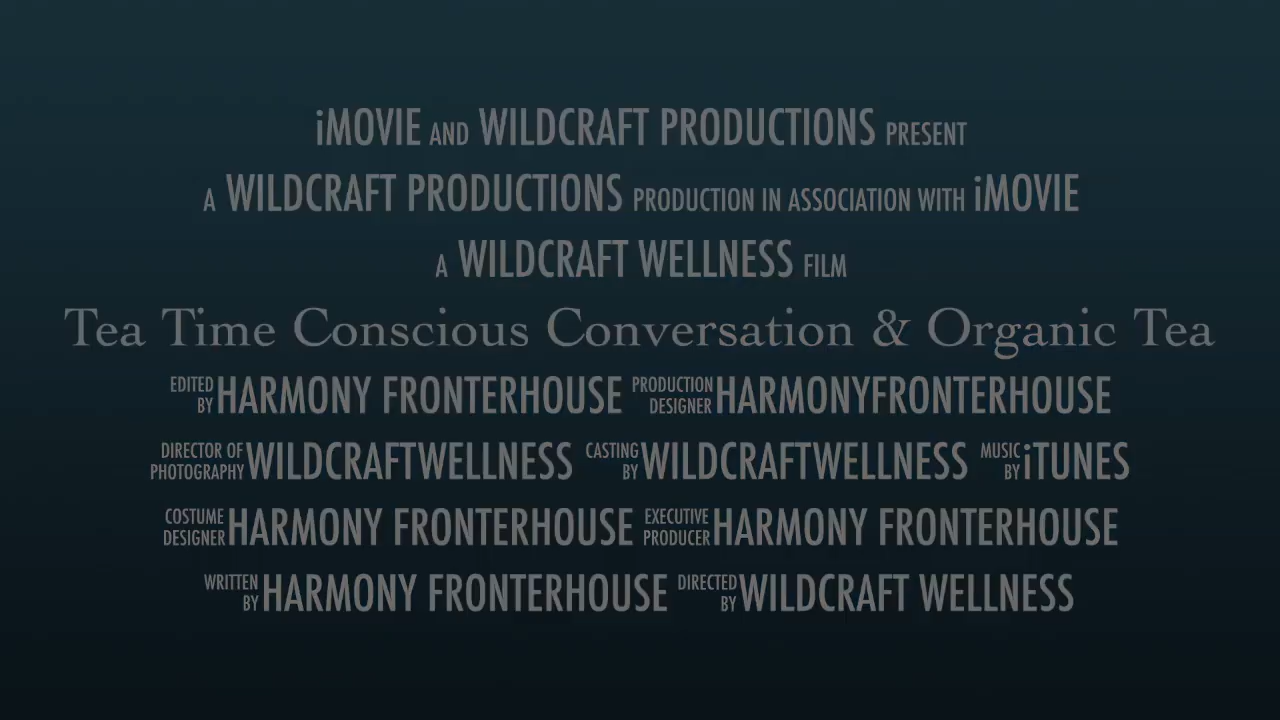 iMOVIE AND WILDCRAFT PRODUCTIONS PRESENT
A WILDCRAFT PRODUCTIONS PRODUCTION IN ASSOCIATION WITH iMOVIE
A WILDCRAFT WELLNESS FILM
Tea Time Conscious Conversation & Organic Tea
EDITED BY HARMONY FRONTERHOUSE PRODUCTION DESIGNER HARMONYFRONTERHOUSE
DIRECTOR OF PHOTOGRAPHY WILDCRAFTWELLNESS CASTING BY WILDCRAFTWELLNESS MUSIC BY iTUNES
COSTUME DESIGNER HARMONY FRONTERHOUSE EXECUTIVE PRODUCER HARMONY FRONTERHOUSE
WRITTEN BY HARMONY FRONTERHOUSE DIRECTED BY WILDCRAFT WELLNESS